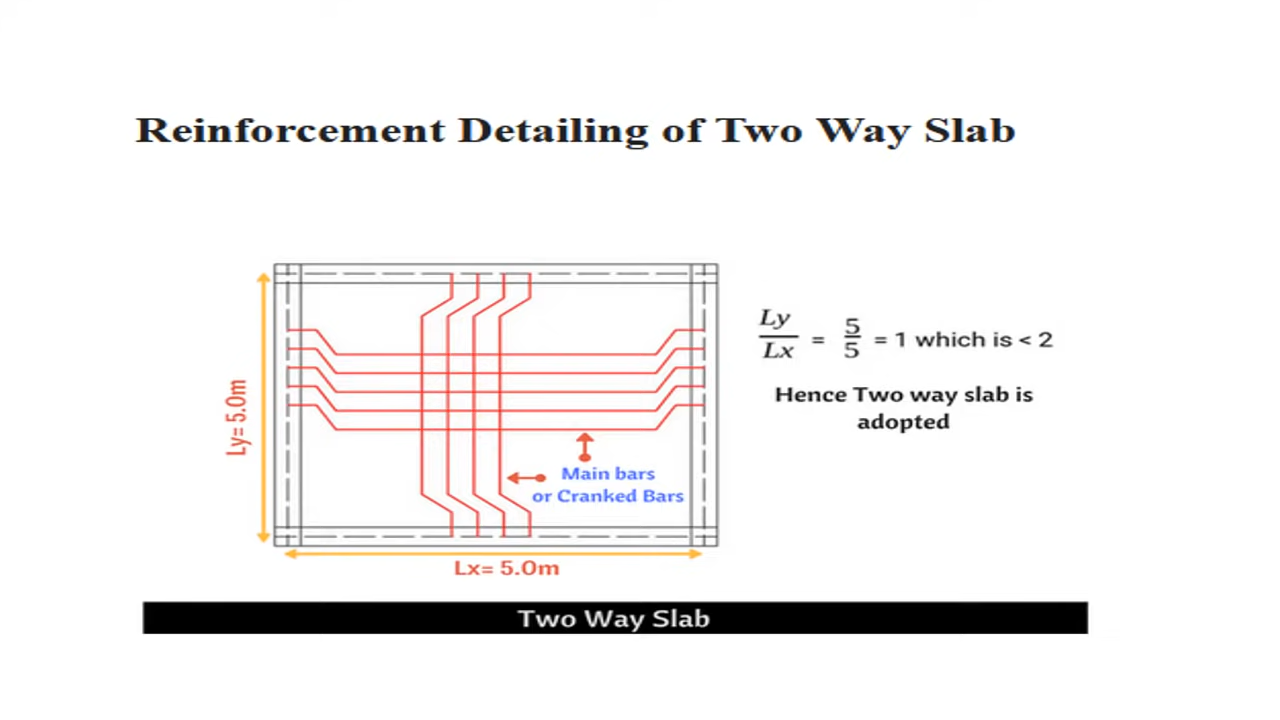 Reinforcement Detailing of Two Way Slab
Ly= 5.0m
Main bars
or Cranked Bars
Lx= 5.0m
Ly/Lx = 5/5 = 1 which is < 2
Hence Two way slab is
adopted
Two Way Slab